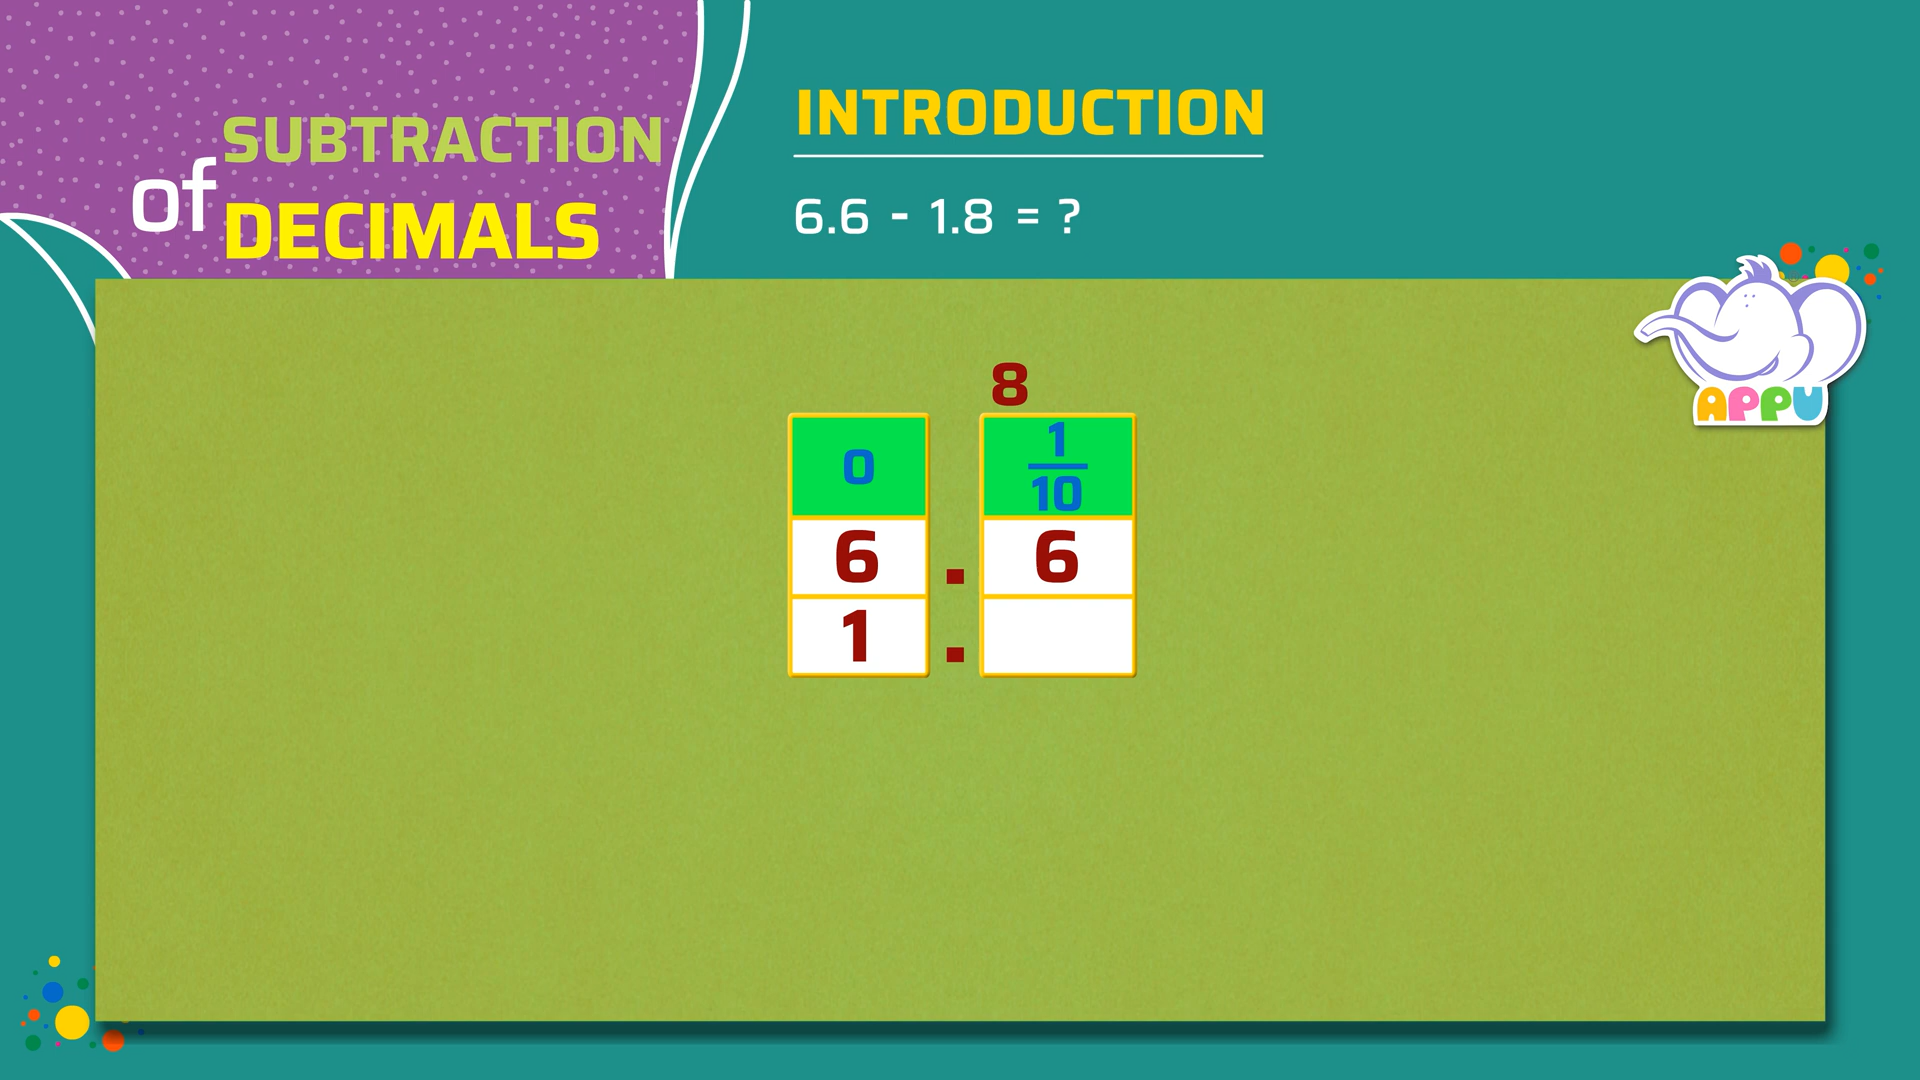 SUBTRACTION
of
DECIMALS
INTRODUCTION
6.6 - 1.8 = ?
APPU
8
0 1/10
6 . 6
1 .